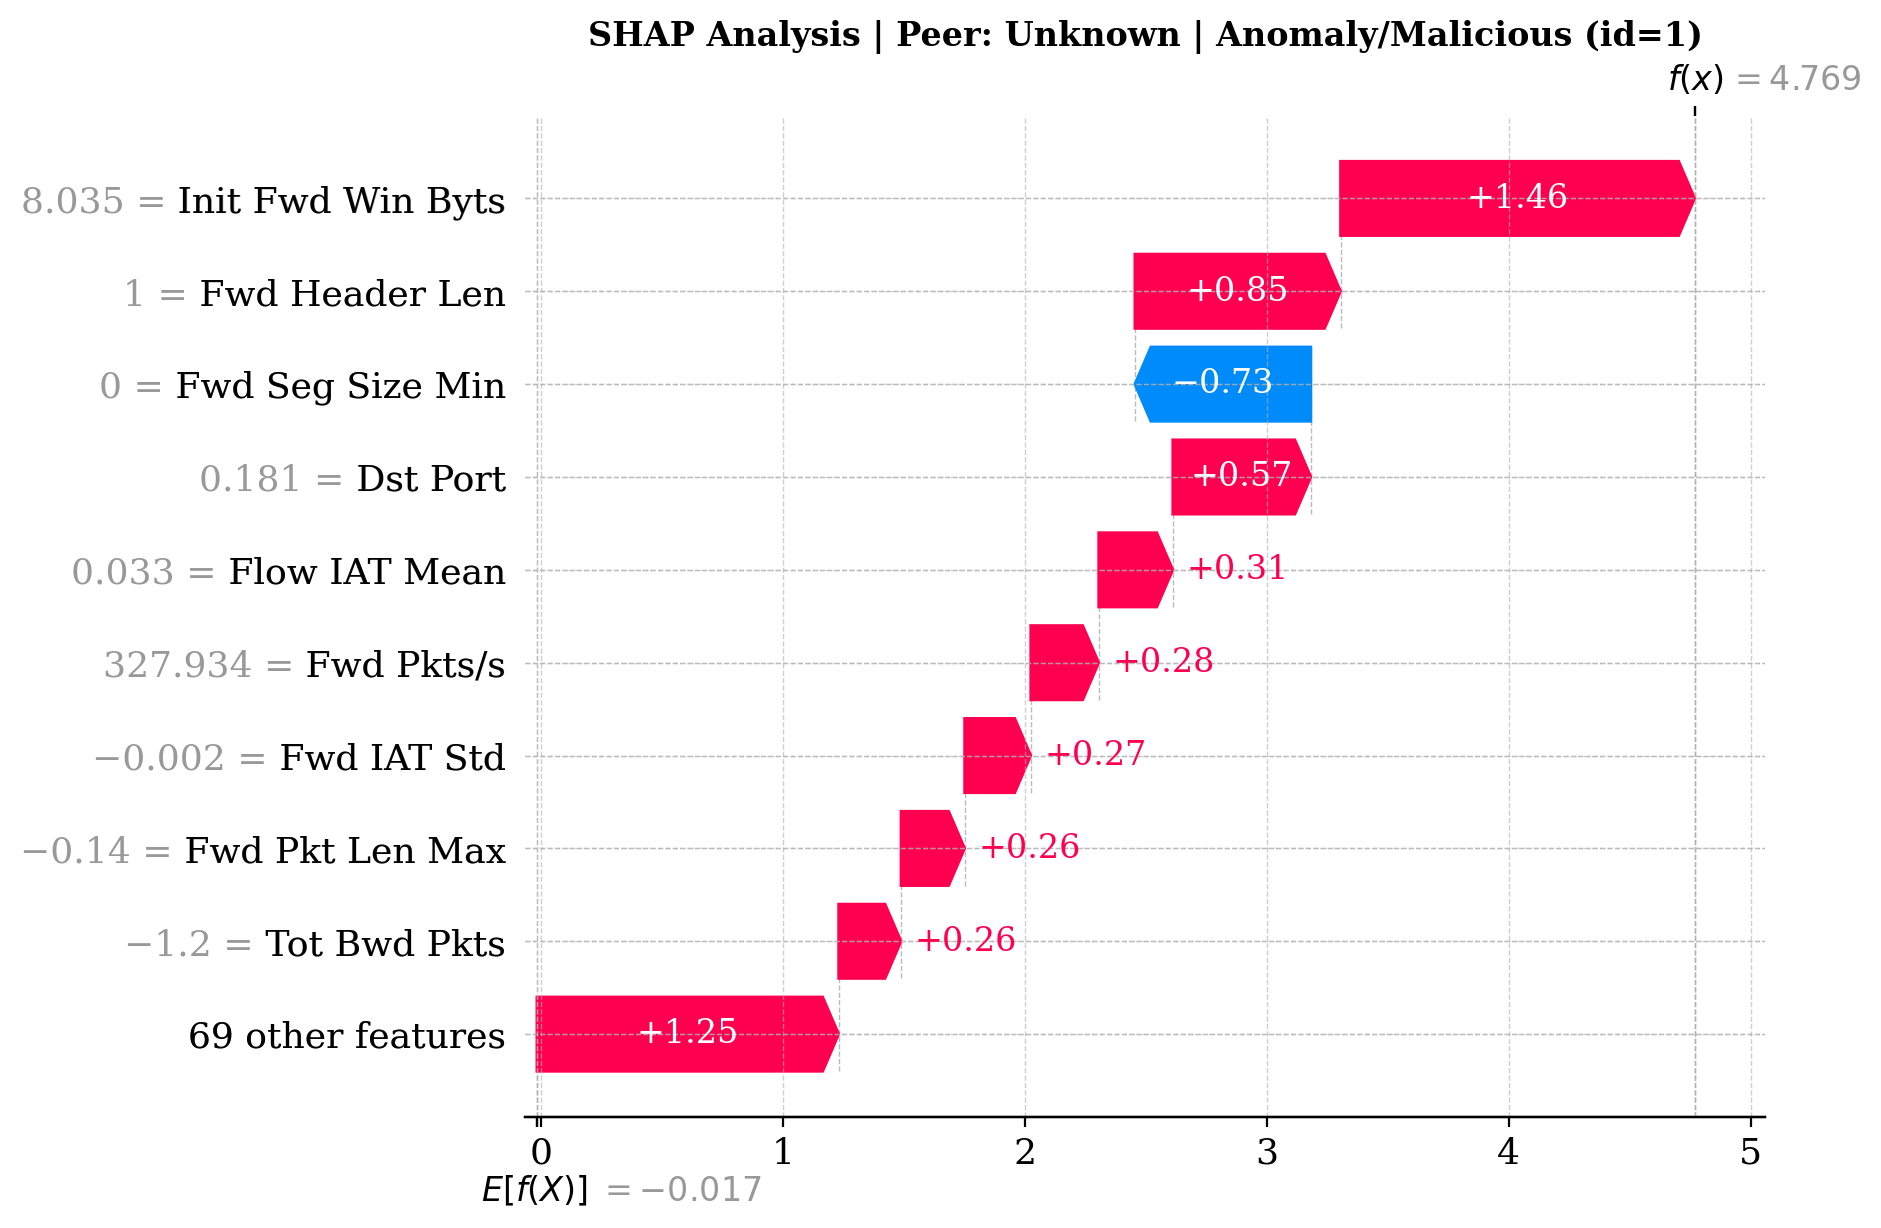 SHAP Analysis | Peer: Unknown | Anomaly/Malicious (id=1)
f(x) = 4.769
8.035 = Init Fwd Win Byts +1.46
1 = Fwd Header Len +0.85
0 = Fwd Seg Size Min −0.73
0.181 = Dst Port +0.57
0.033 = Flow IAT Mean +0.31
327.934 = Fwd Pkts/s +0.28
−0.002 = Fwd IAT Std +0.27
−0.14 = Fwd Pkt Len Max +0.26
−1.2 = Tot Bwd Pkts +0.26
69 other features +1.25
0 1 2 3 4 5
E[f(X)] = −0.017